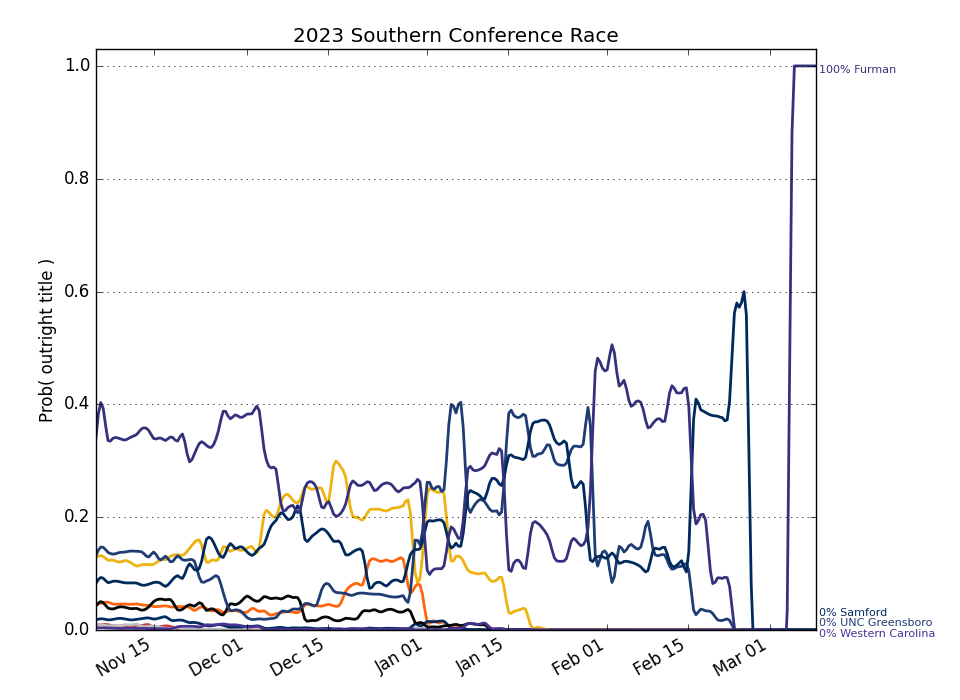 2023 Southern Conference Race
Prob( outright title )
1.0
0.8
0.6
0.4
0.2
0.0
Nov 15
Dec 01
Dec 15
Jan 01
Jan 15
Feb 01
Feb 15
Mar 01
100% Furman
0% Samford
0% UNC Greensboro
0% Western Carolina